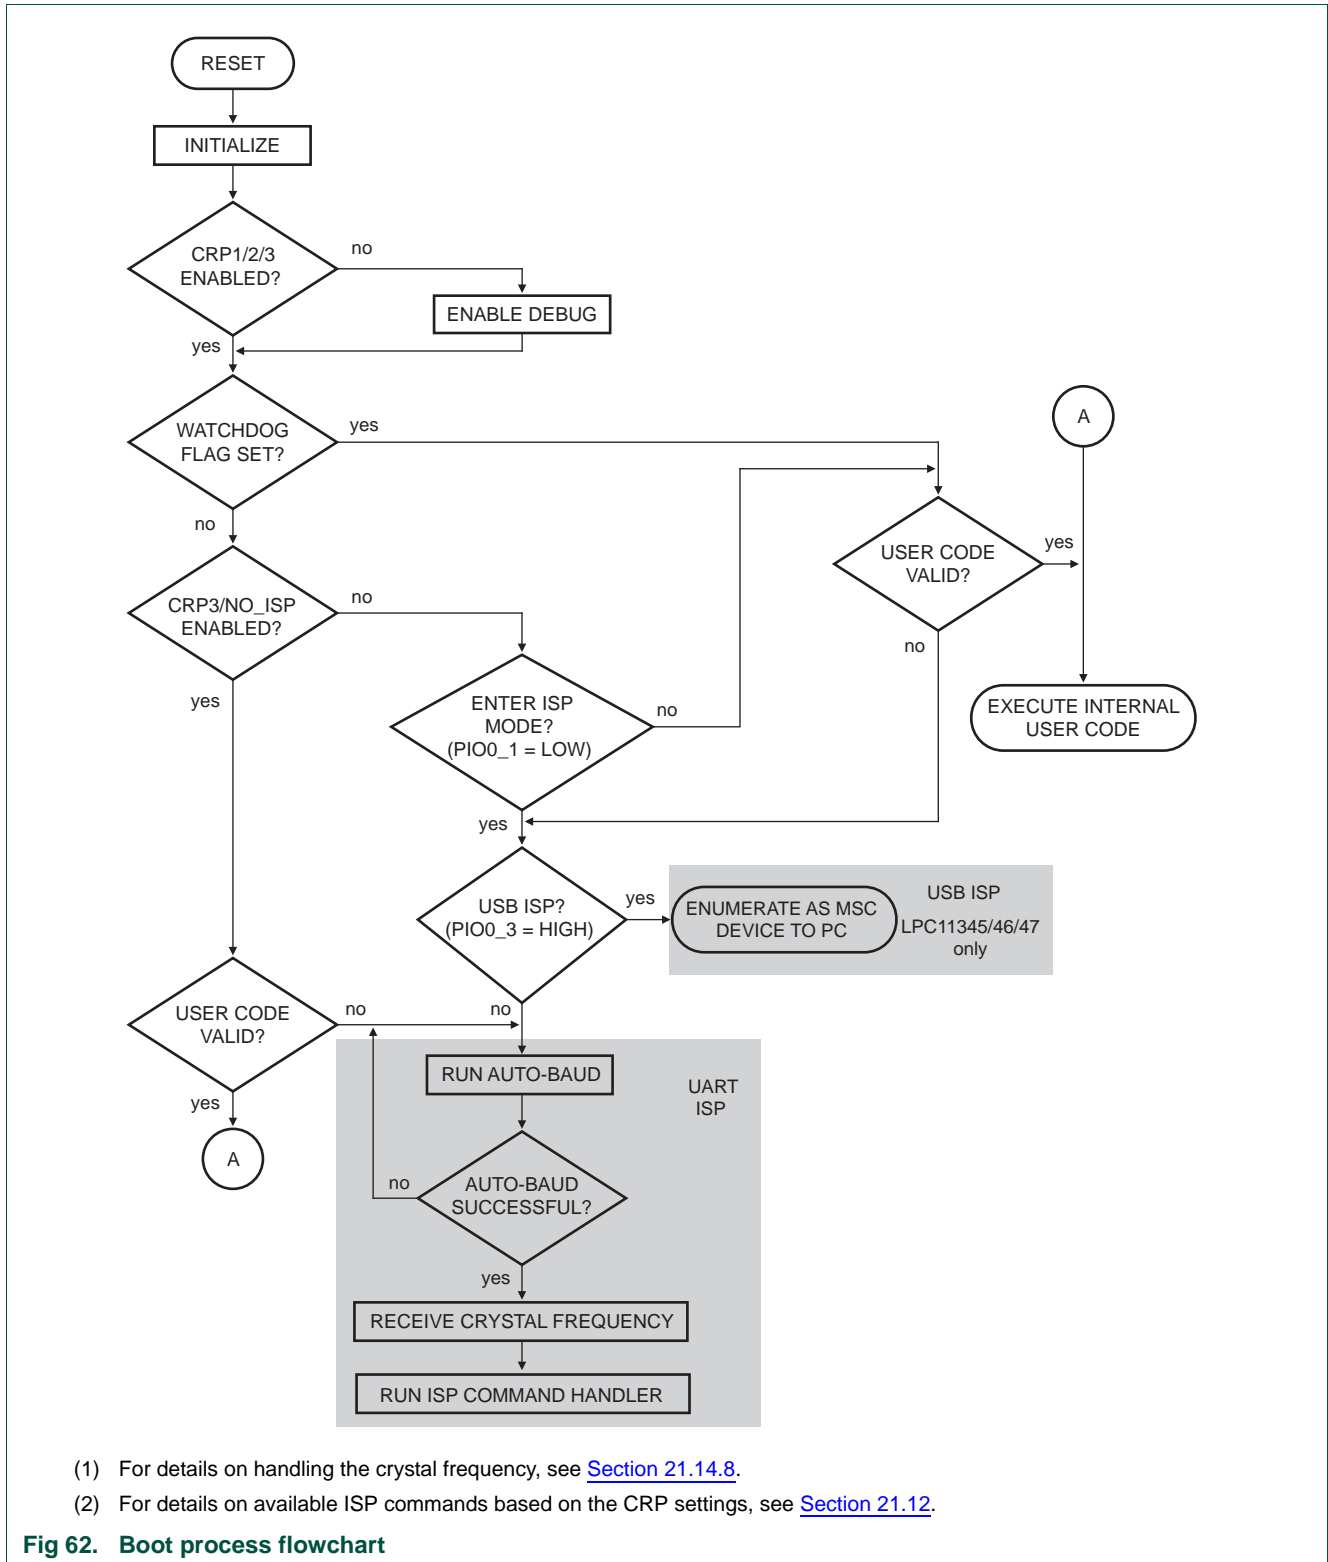 RESET
INITIALIZE
CRP1/2/3
ENABLED?
no
ENABLE DEBUG
yes
WATCHDOG
FLAG SET?
yes
A
no
USER CODE
VALID?
yes
CRP3/NO_ISP
ENABLED?
no
no
yes
ENTER ISP
MODE?
(PIO0_1 = LOW)
no
EXECUTE INTERNAL
USER CODE
yes
USB ISP?
(PIO0_3 = HIGH)
yes
ENUMERATE AS MSC
DEVICE TO PC
USB ISP
LPC11345/46/47
only
USER CODE
VALID?
no
no
RUN AUTO-BAUD
UART
ISP
yes
A
AUTO-BAUD
SUCCESSFUL?
no
yes
RECEIVE CRYSTAL FREQUENCY
RUN ISP COMMAND HANDLER
(1) For details on handling the crystal frequency, see Section 21.14.8.
(2) For details on available ISP commands based on the CRP settings, see Section 21.12.
Fig 62. Boot process flowchart